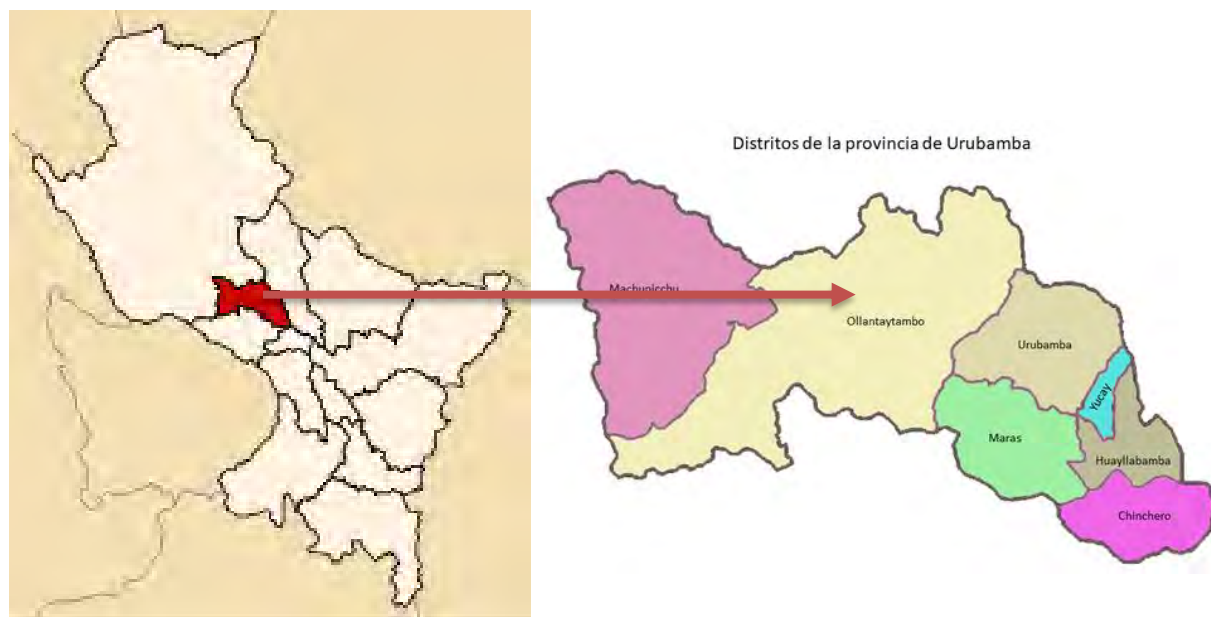 Distritos de la provincia de Urubamba
Machupicchu
Ollantaytambo
Urubamba
Yucay
Maras
Huayllabamba
Chinchero